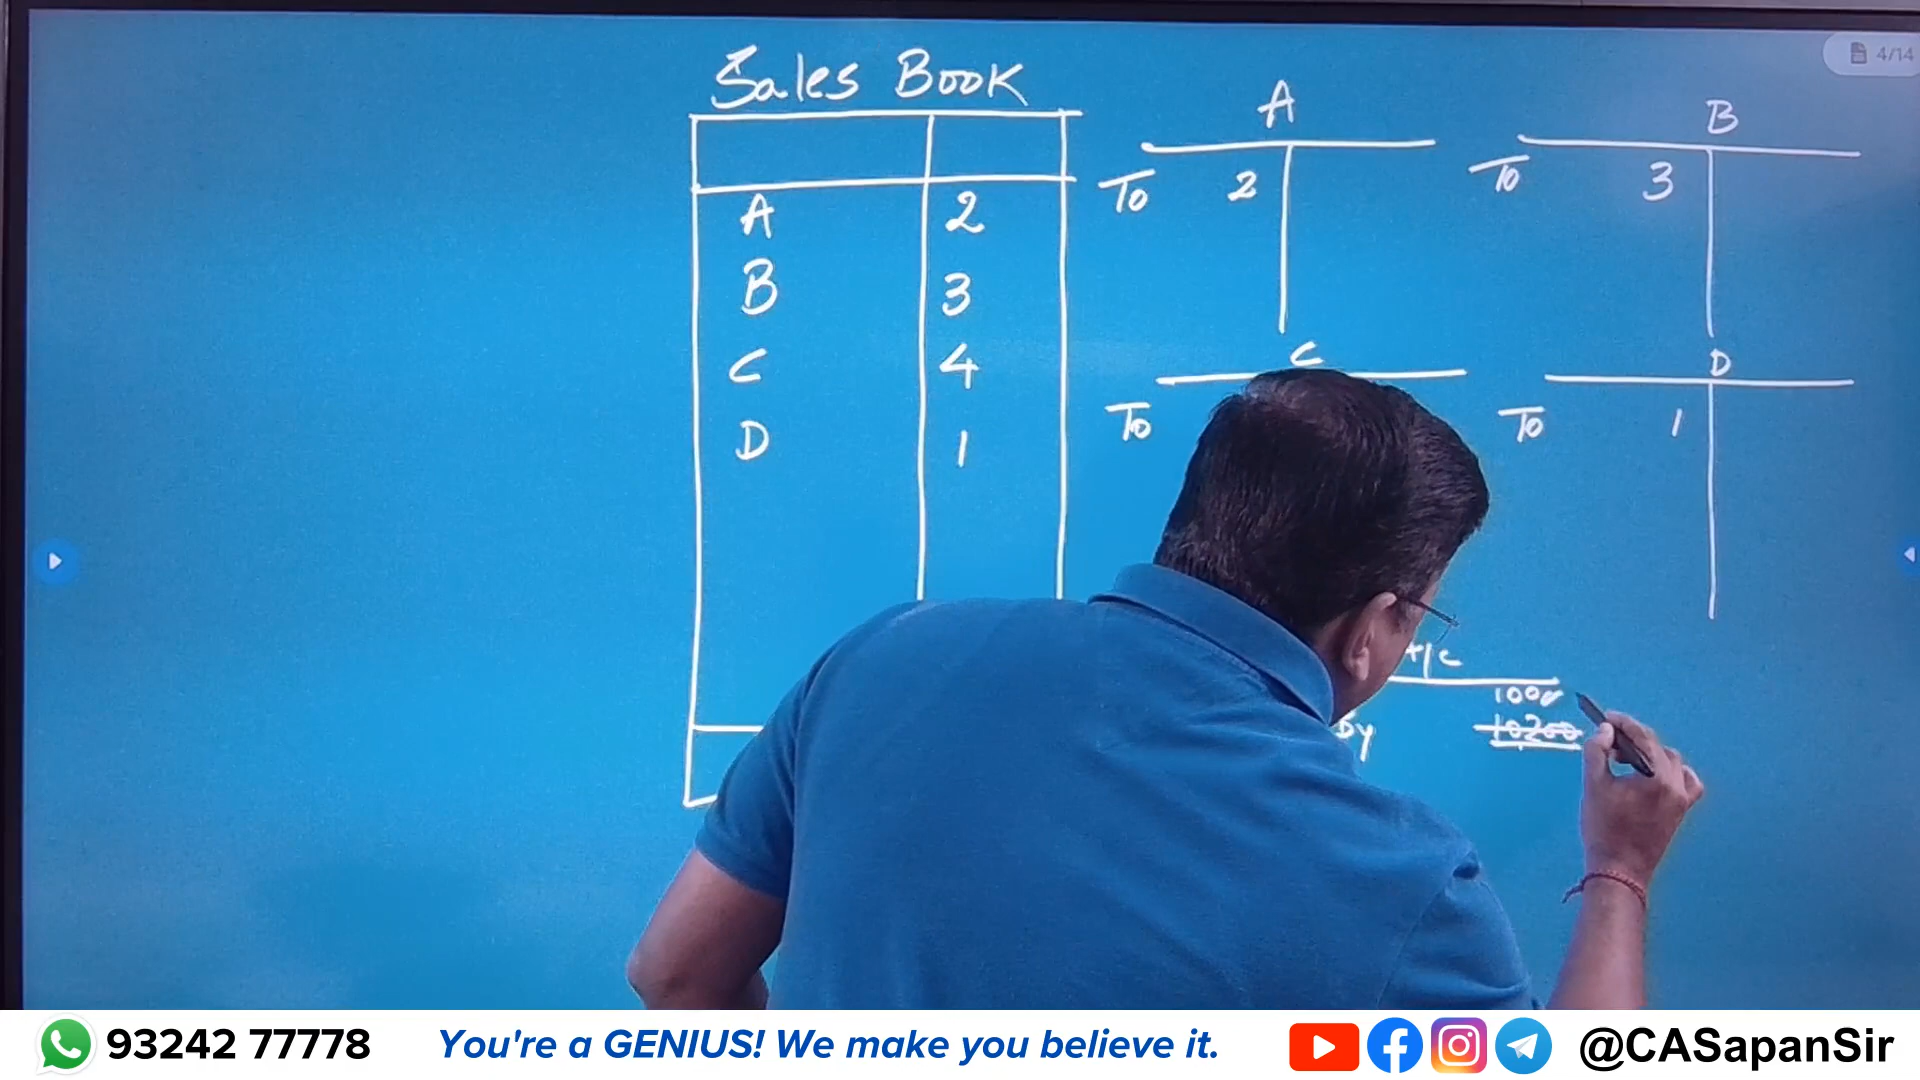 Sales Book
A 2
B 3
C 4
D 1
A
To 2
B
To 3
C
To
D
To 1
A/c
1000
By 10200
4/14
93242 77778
You're a GENIUS! We make you believe it.
@CASapanSir